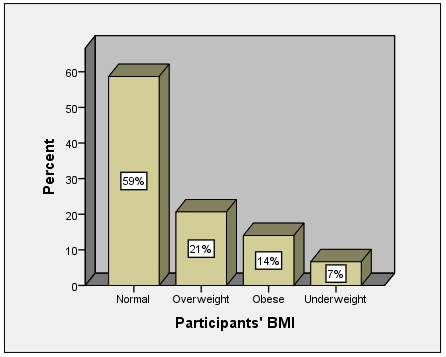 Percent
60
50
40
30
20
10
0
59%
21%
14%
7%
Normal
Overweight
Obese
Underweight
Participants' BMI